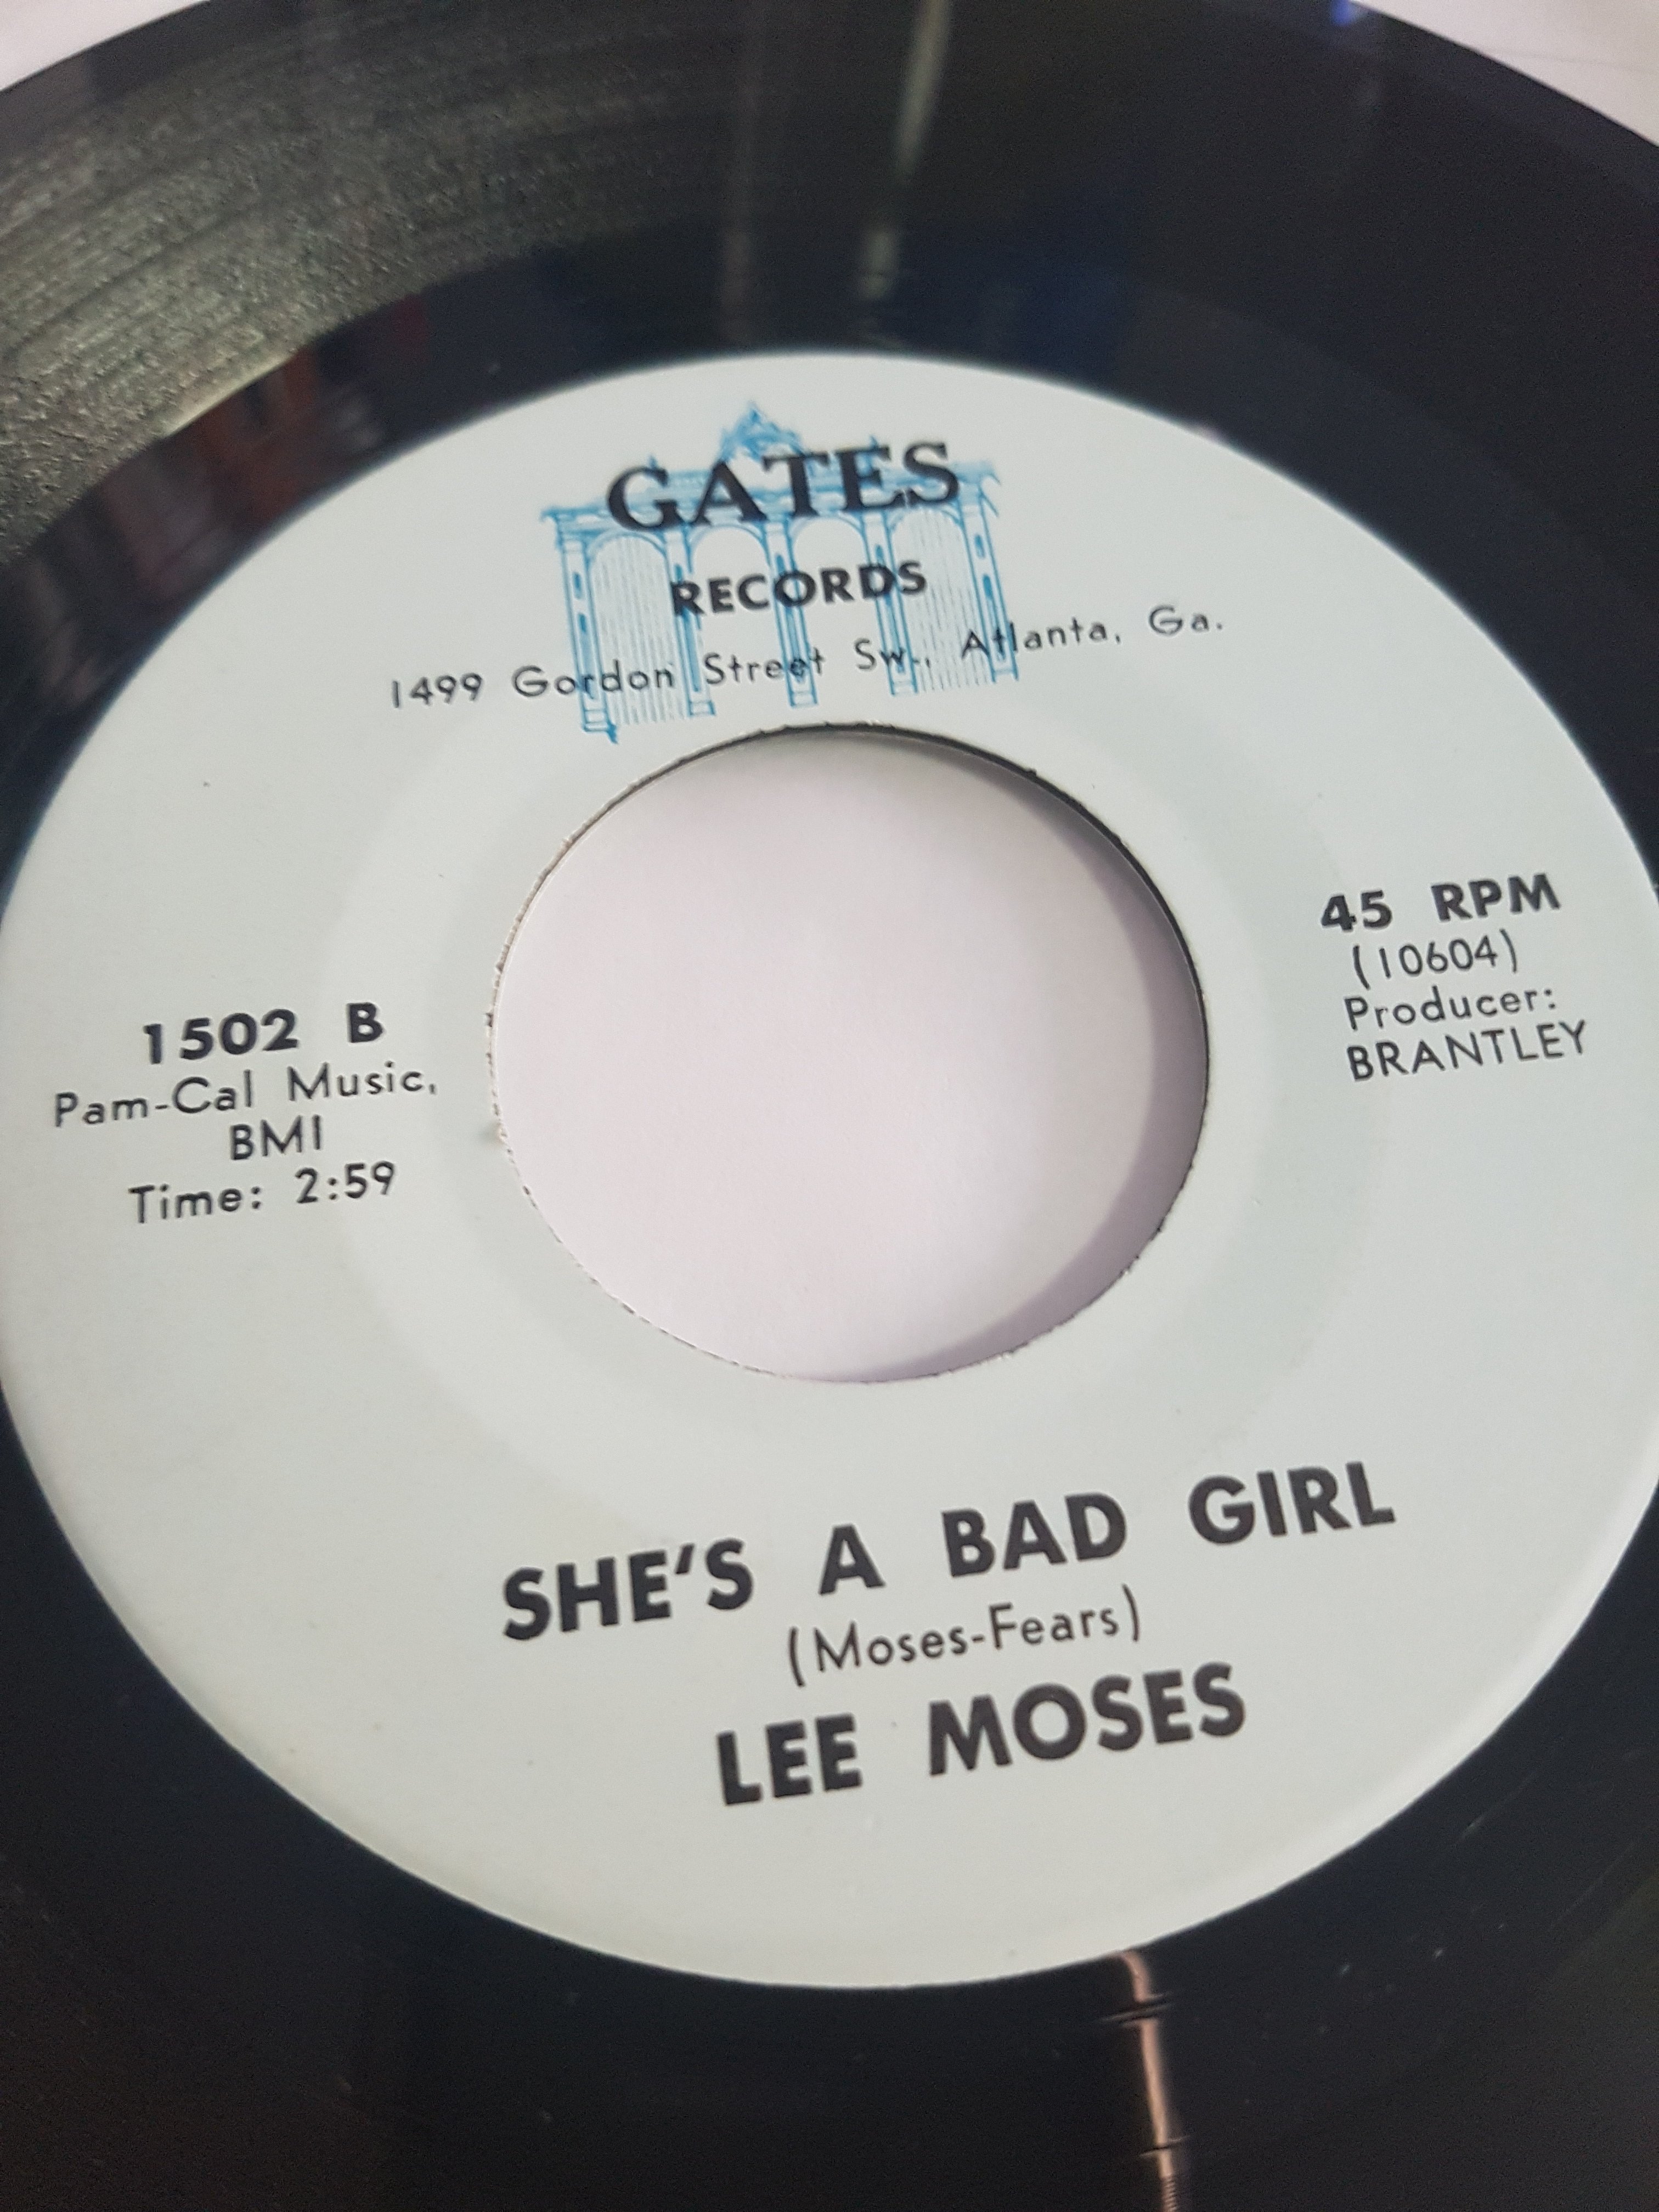 GATES
RECORDS
1499 Gordon Street Sw., Atlanta, Ga.
45 RPM
(10604)
Producer:
BRANTLEY
1502 B
Pam-Cal Music,
BMI
Time: 2:59
SHE'S A BAD GIRL
(Moses-Fears)
LEE MOSES